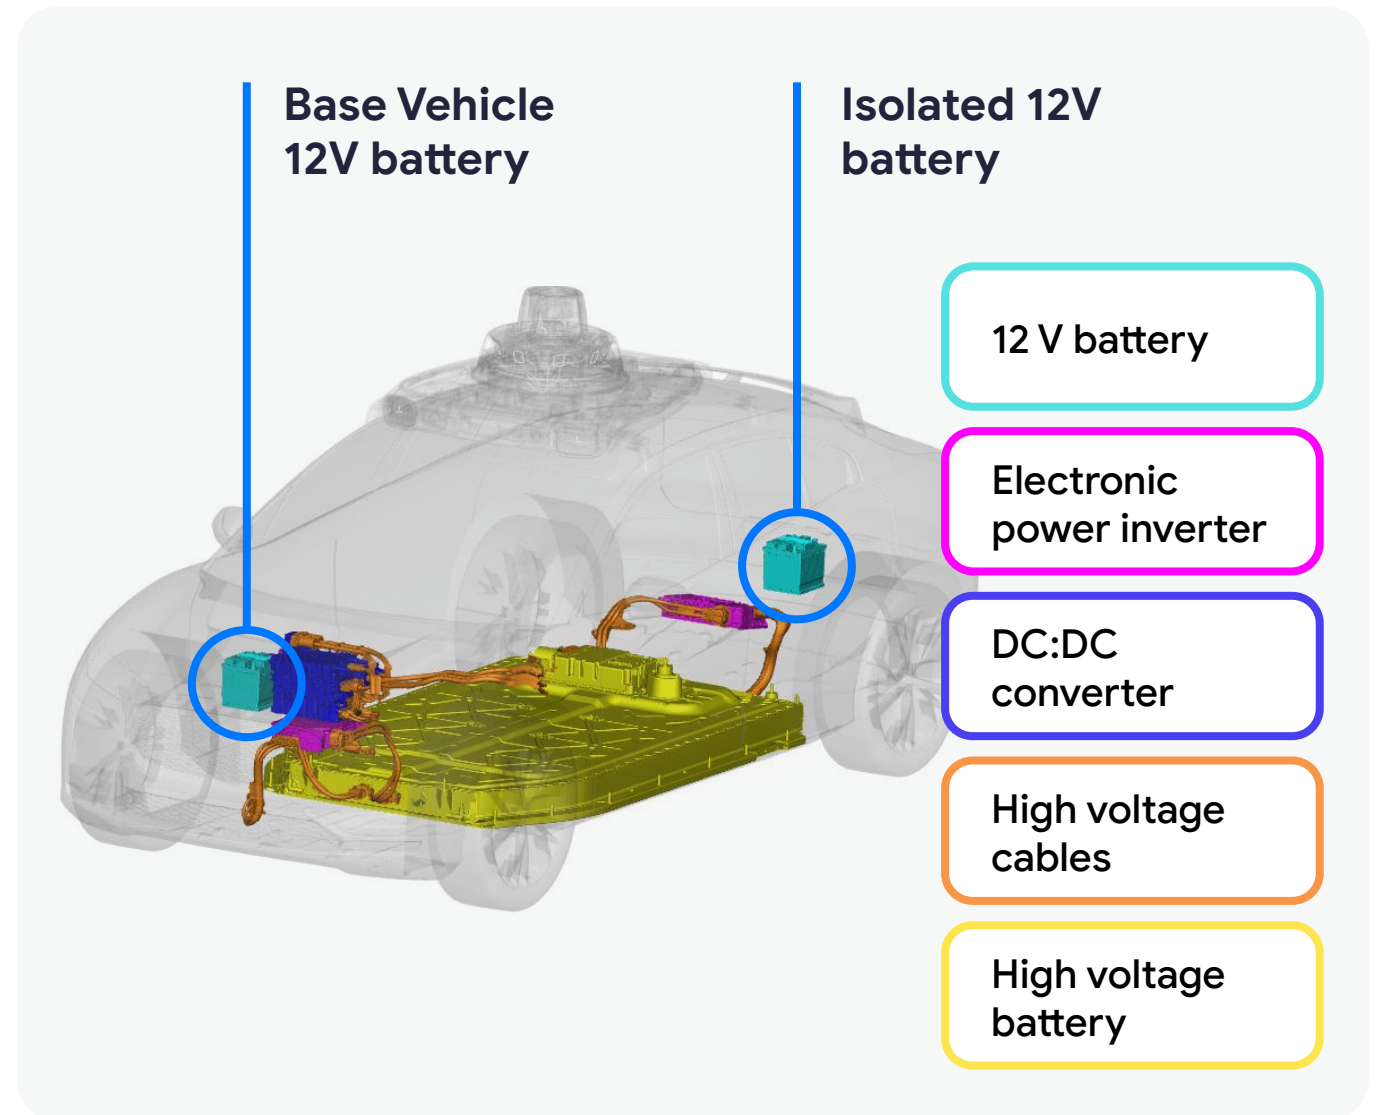 Base Vehicle
12V battery
Isolated 12V
battery
12 V battery
Electronic
power inverter
DC:DC
converter
High voltage
cables
High voltage
battery